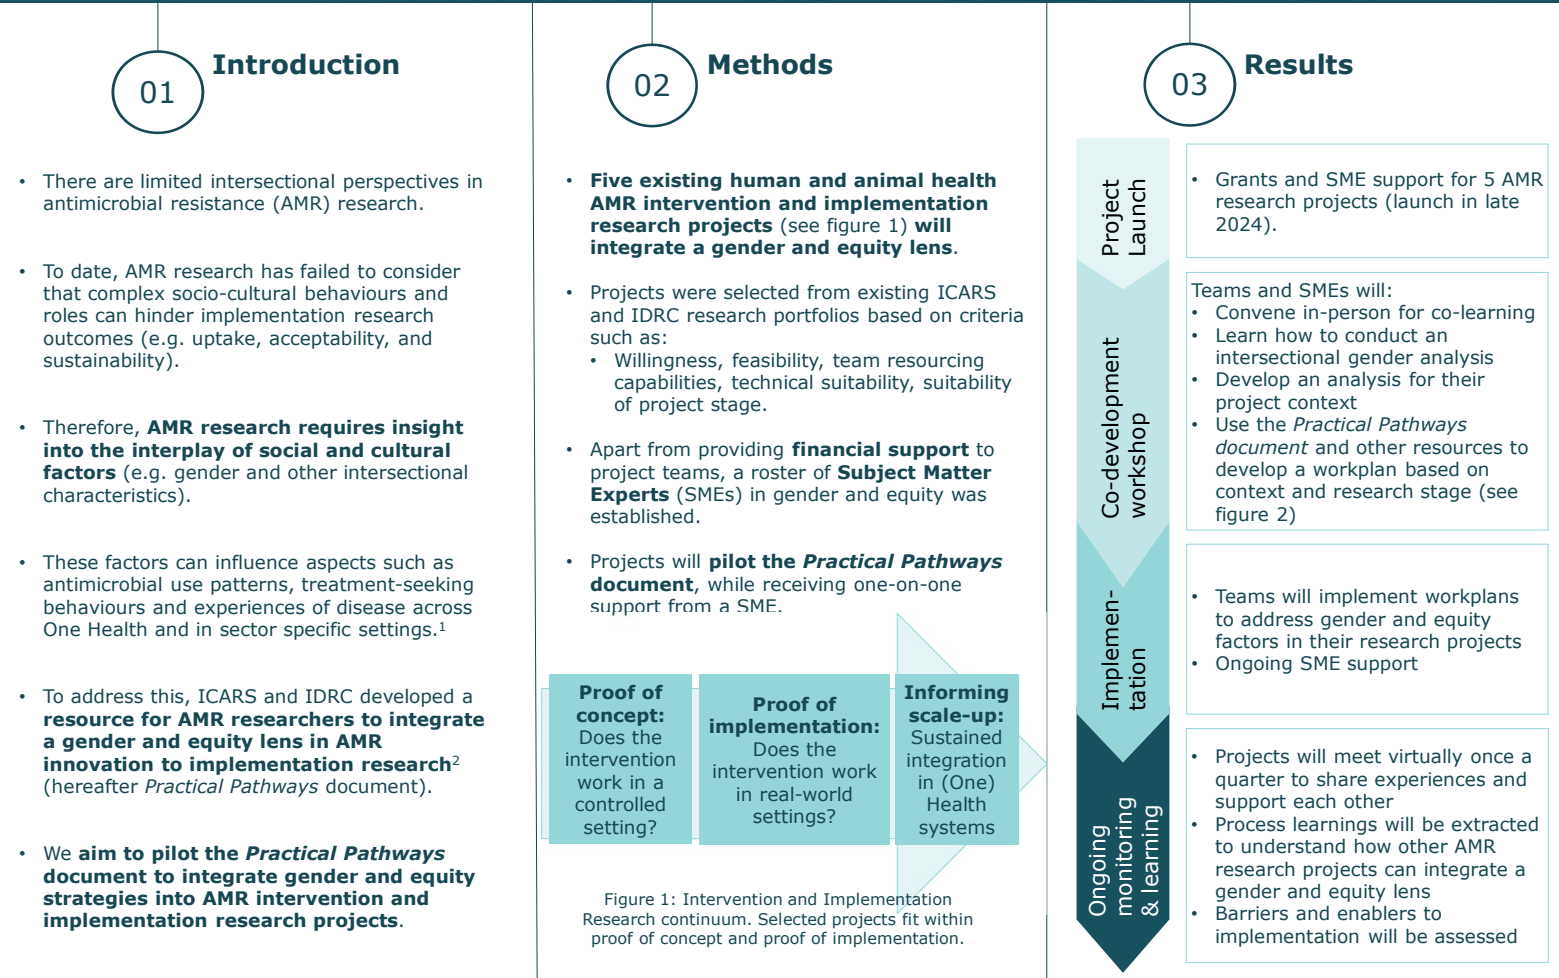 01
Introduction
• There are limited intersectional perspectives in
antimicrobial resistance (AMR) research.
• To date, AMR research has failed to consider
that complex socio-cultural behaviours and
roles can hinder implementation research
outcomes (e.g. uptake, acceptability, and
sustainability).
• Therefore, AMR research requires insight
into the interplay of social and cultural
factors (e.g. gender and other intersectional
characteristics).
• These factors can influence aspects such as
antimicrobial use patterns, treatment-seeking
behaviours and experiences of disease across
One Health and in sector specific settings.1
• To address this, ICARS and IDRC developed a
resource for AMR researchers to integrate
a gender and equity lens in AMR
innovation to implementation research2
(hereafter Practical Pathways document).
• We aim to pilot the Practical Pathways
document to integrate gender and equity
strategies into AMR intervention and
implementation research projects.
02
Methods
• Five existing human and animal health
AMR intervention and implementation
research projects (see figure 1) will
integrate a gender and equity lens.
• Projects were selected from existing ICARS
and IDRC research portfolios based on criteria
such as:
• Willingness, feasibility, team resourcing
capabilities, technical suitability, suitability
of project stage.
• Apart from providing financial support to
project teams, a roster of Subject Matter
Experts (SMEs) in gender and equity was
established.
• Projects will pilot the Practical Pathways
document, while receiving one-on-one
support from a SME.
Proof of
concept:
Does the
intervention
work in a
controlled
setting?
Proof of
implementation:
Does the
intervention work
in real-world
settings?
Informing
scale-up:
Sustained
integration
in (One)
Health
systems
Figure 1: Intervention and Implementation
Research continuum. Selected projects fit within
proof of concept and proof of implementation.
03
Results
Project
Launch
• Grants and SME support for 5 AMR
research projects (launch in late
2024).
Co-development
workshop
Teams and SMEs will:
• Convene in-person for co-learning
• Learn how to conduct an
intersectional gender analysis
• Develop an analysis for their
project context
• Use the Practical Pathways
document and other resources to
develop a workplan based on
context and research stage (see
figure 2)
Implemen-
tation
• Teams will implement workplans
to address gender and equity
factors in their research projects
• Ongoing SME support
Ongoing
monitoring
& learning
• Projects will meet virtually once a
quarter to share experiences and
support each other
• Process learnings will be extracted
to understand how other AMR
research projects can integrate a
gender and equity lens
• Barriers and enablers to
implementation will be assessed